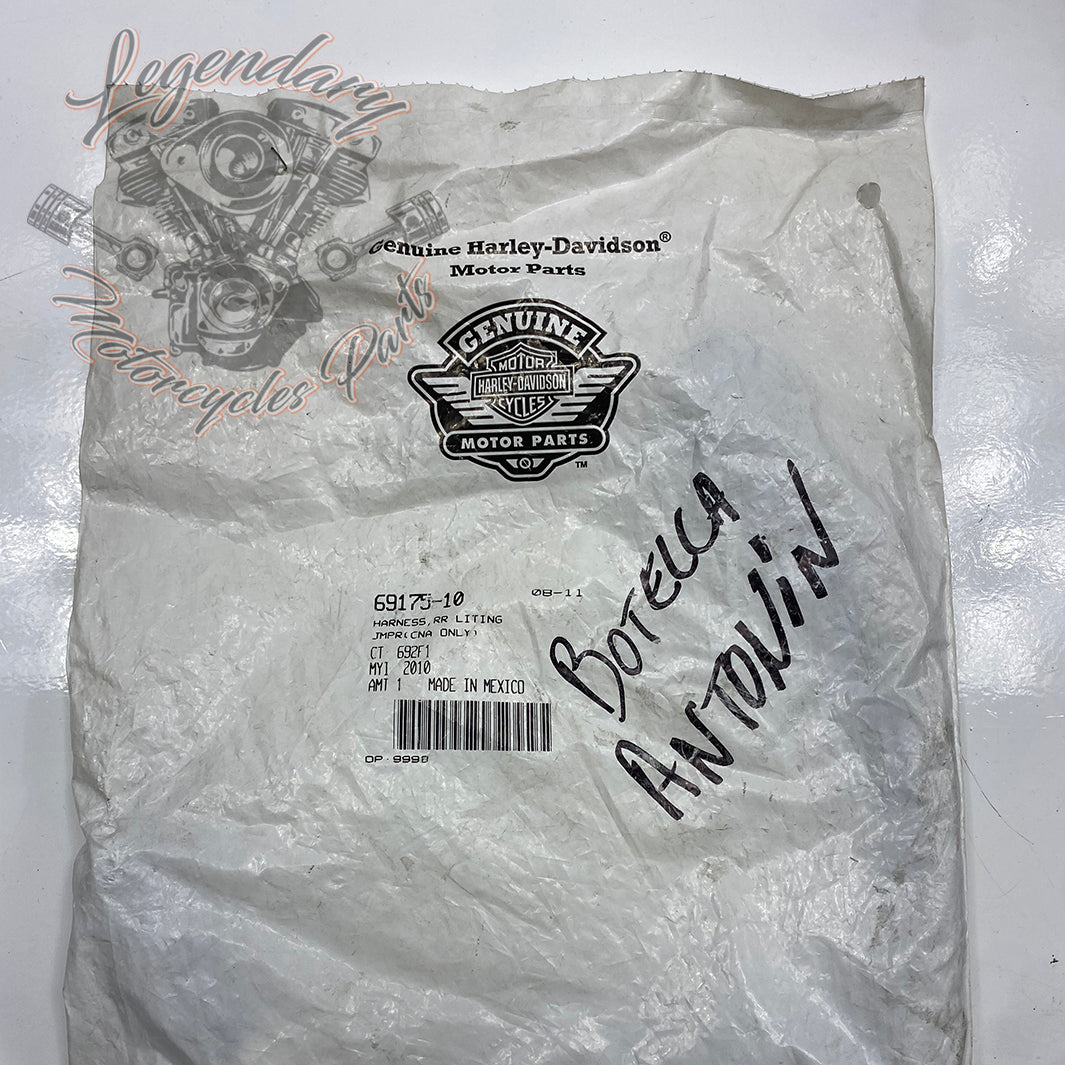 Legendary
Motorcycles Parts
Genuine Harley-Davidson®
Motor Parts
GENUINE
MOTOR
HARLEY-DAVIDSON
CYCLES
MOTOR PARTS
TM
69175-10 08-11
HARNESS,RR LITING
JMPR(CNA ONLY)
CT 692F1
MYI 2010
AMT 1 MADE IN MEXICO
OP 9998
BOTELLA
ANTONIN